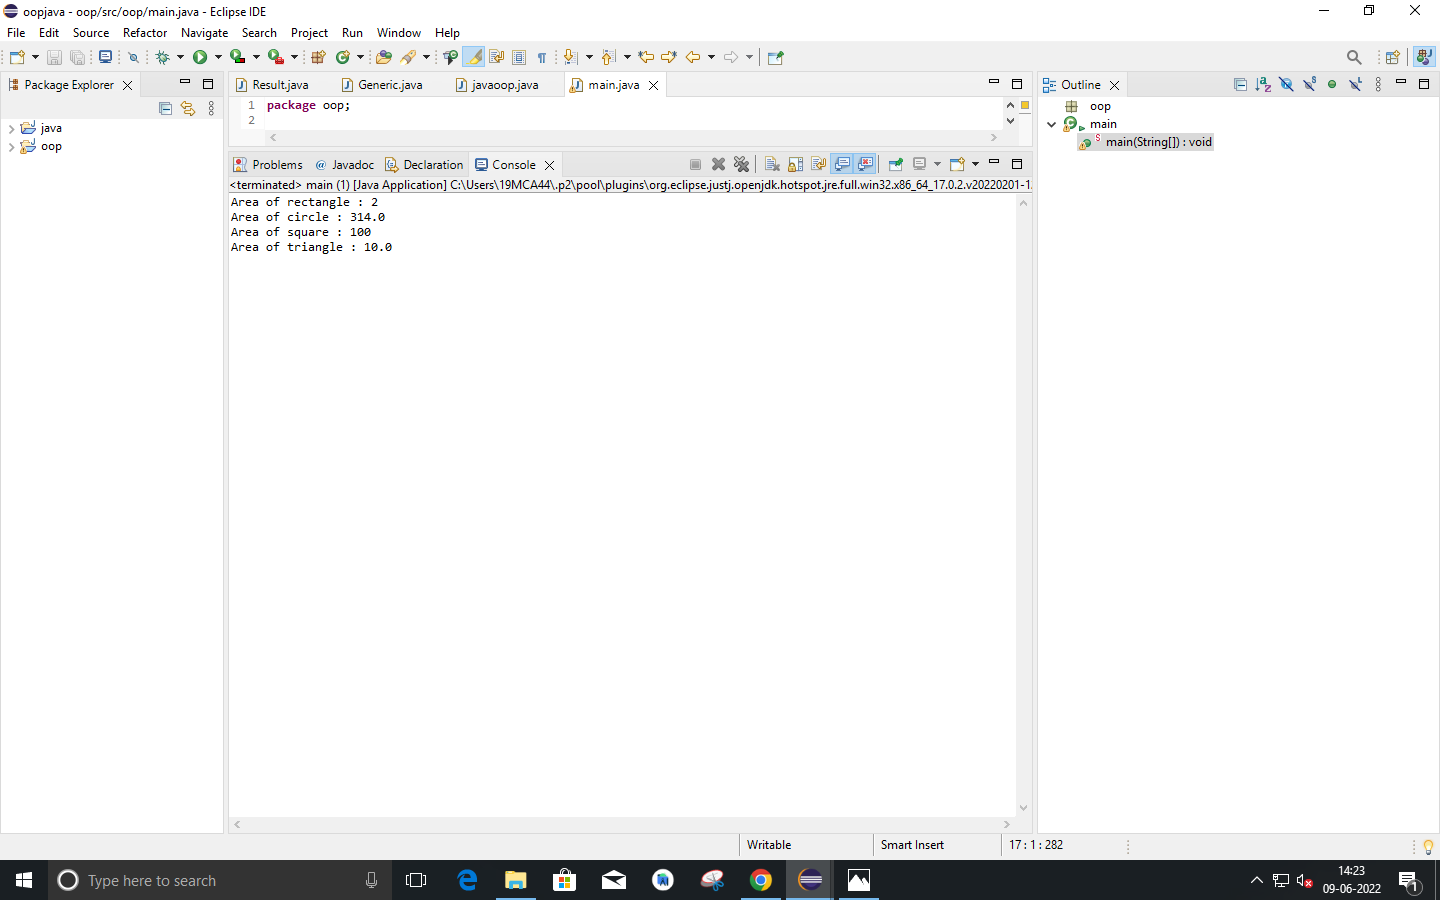 oopjava - oop/src/oop/main.java - Eclipse IDE
File Edit Source Refactor Navigate Search Project Run Window Help
Package Explorer
java
oop
Result.java Generic.java javaoop.java main.java
1 package oop;
2
Problems @ Javadoc Declaration Console
<terminated> main (1) [Java Application] C:\Users\19MCA44\.p2\pool\plugins\org.eclipse.justj.openjdk.hotspot.jre.full.win32.x86_64_17.0.2.v20220201-1
Area of rectangle : 2
Area of circle : 314.0
Area of square : 100
Area of triangle : 10.0
Outline
oop
main
main(String[]) : void
Writable Smart Insert 17 : 1 : 282
Type here to search
14:23
09-06-2022
1